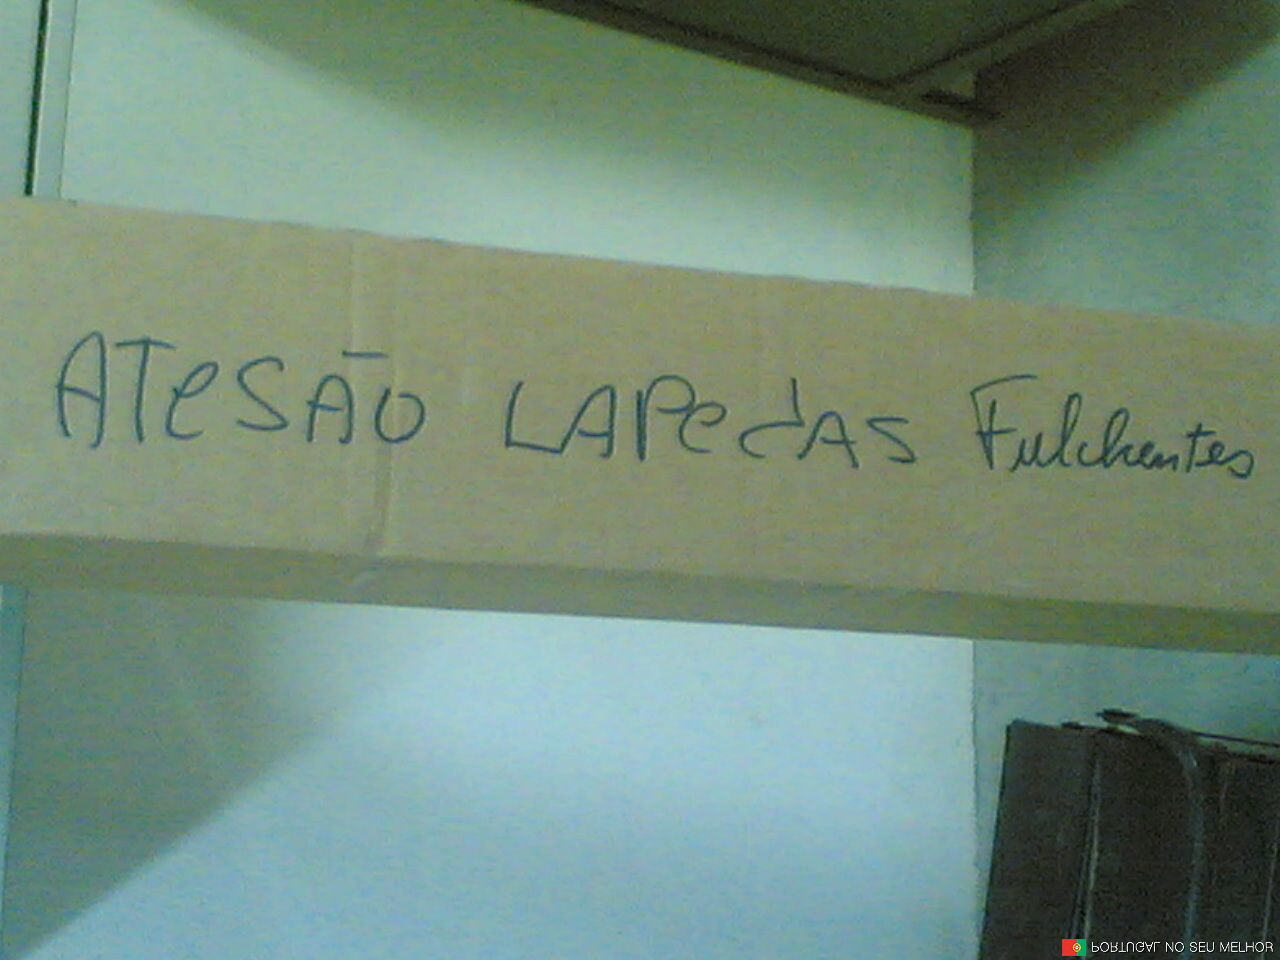 ATeSÃO LAPedAS Fulchentes
PORTUGAL NO SEU MELHOR